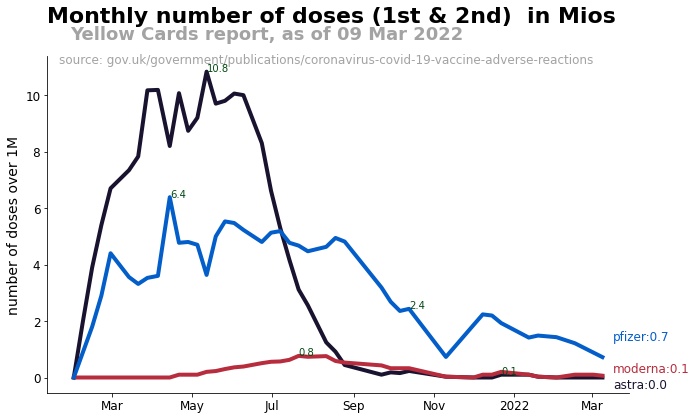 Monthly number of doses (1st & 2nd)  in Mios
Yellow Cards report, as of 09 Mar 2022
source: gov.uk/government/publications/coronavirus-covid-19-vaccine-adverse-reactions
number of doses over 1M
10
8
6
4
2
0
10.8
6.4
2.4
0.8
0.1
pfizer:0.7
moderna:0.1
astra:0.0
Mar
May
Jul
Sep
Nov
2022
Mar